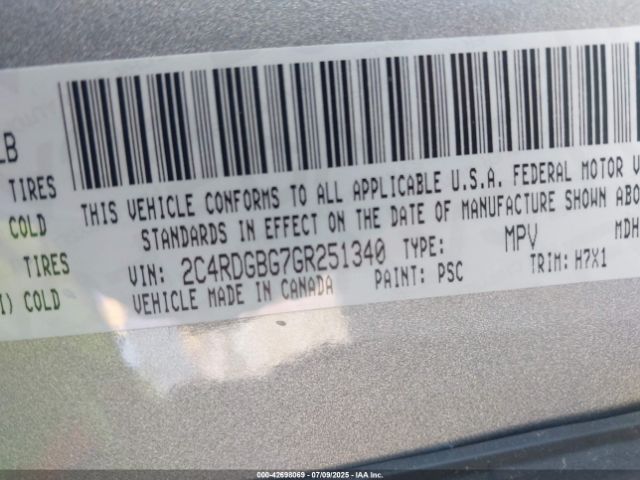 LB
TIRES
COLD
TIRES
) COLD
THIS VEHICLE CONFORMS TO ALL APPLICABLE U.S.A. FEDERAL MOTOR V
STANDARDS IN EFFECT ON THE DATE OF MANUFACTURE SHOWN ABO
VIN: 2C4RDGBG7GR251340 TYPE: MPV MDH
VEHICLE MADE IN CANADA PAINT: PSC TRIM: H7X1
000-42698069 | 07/09/2025 | IAAI.COM